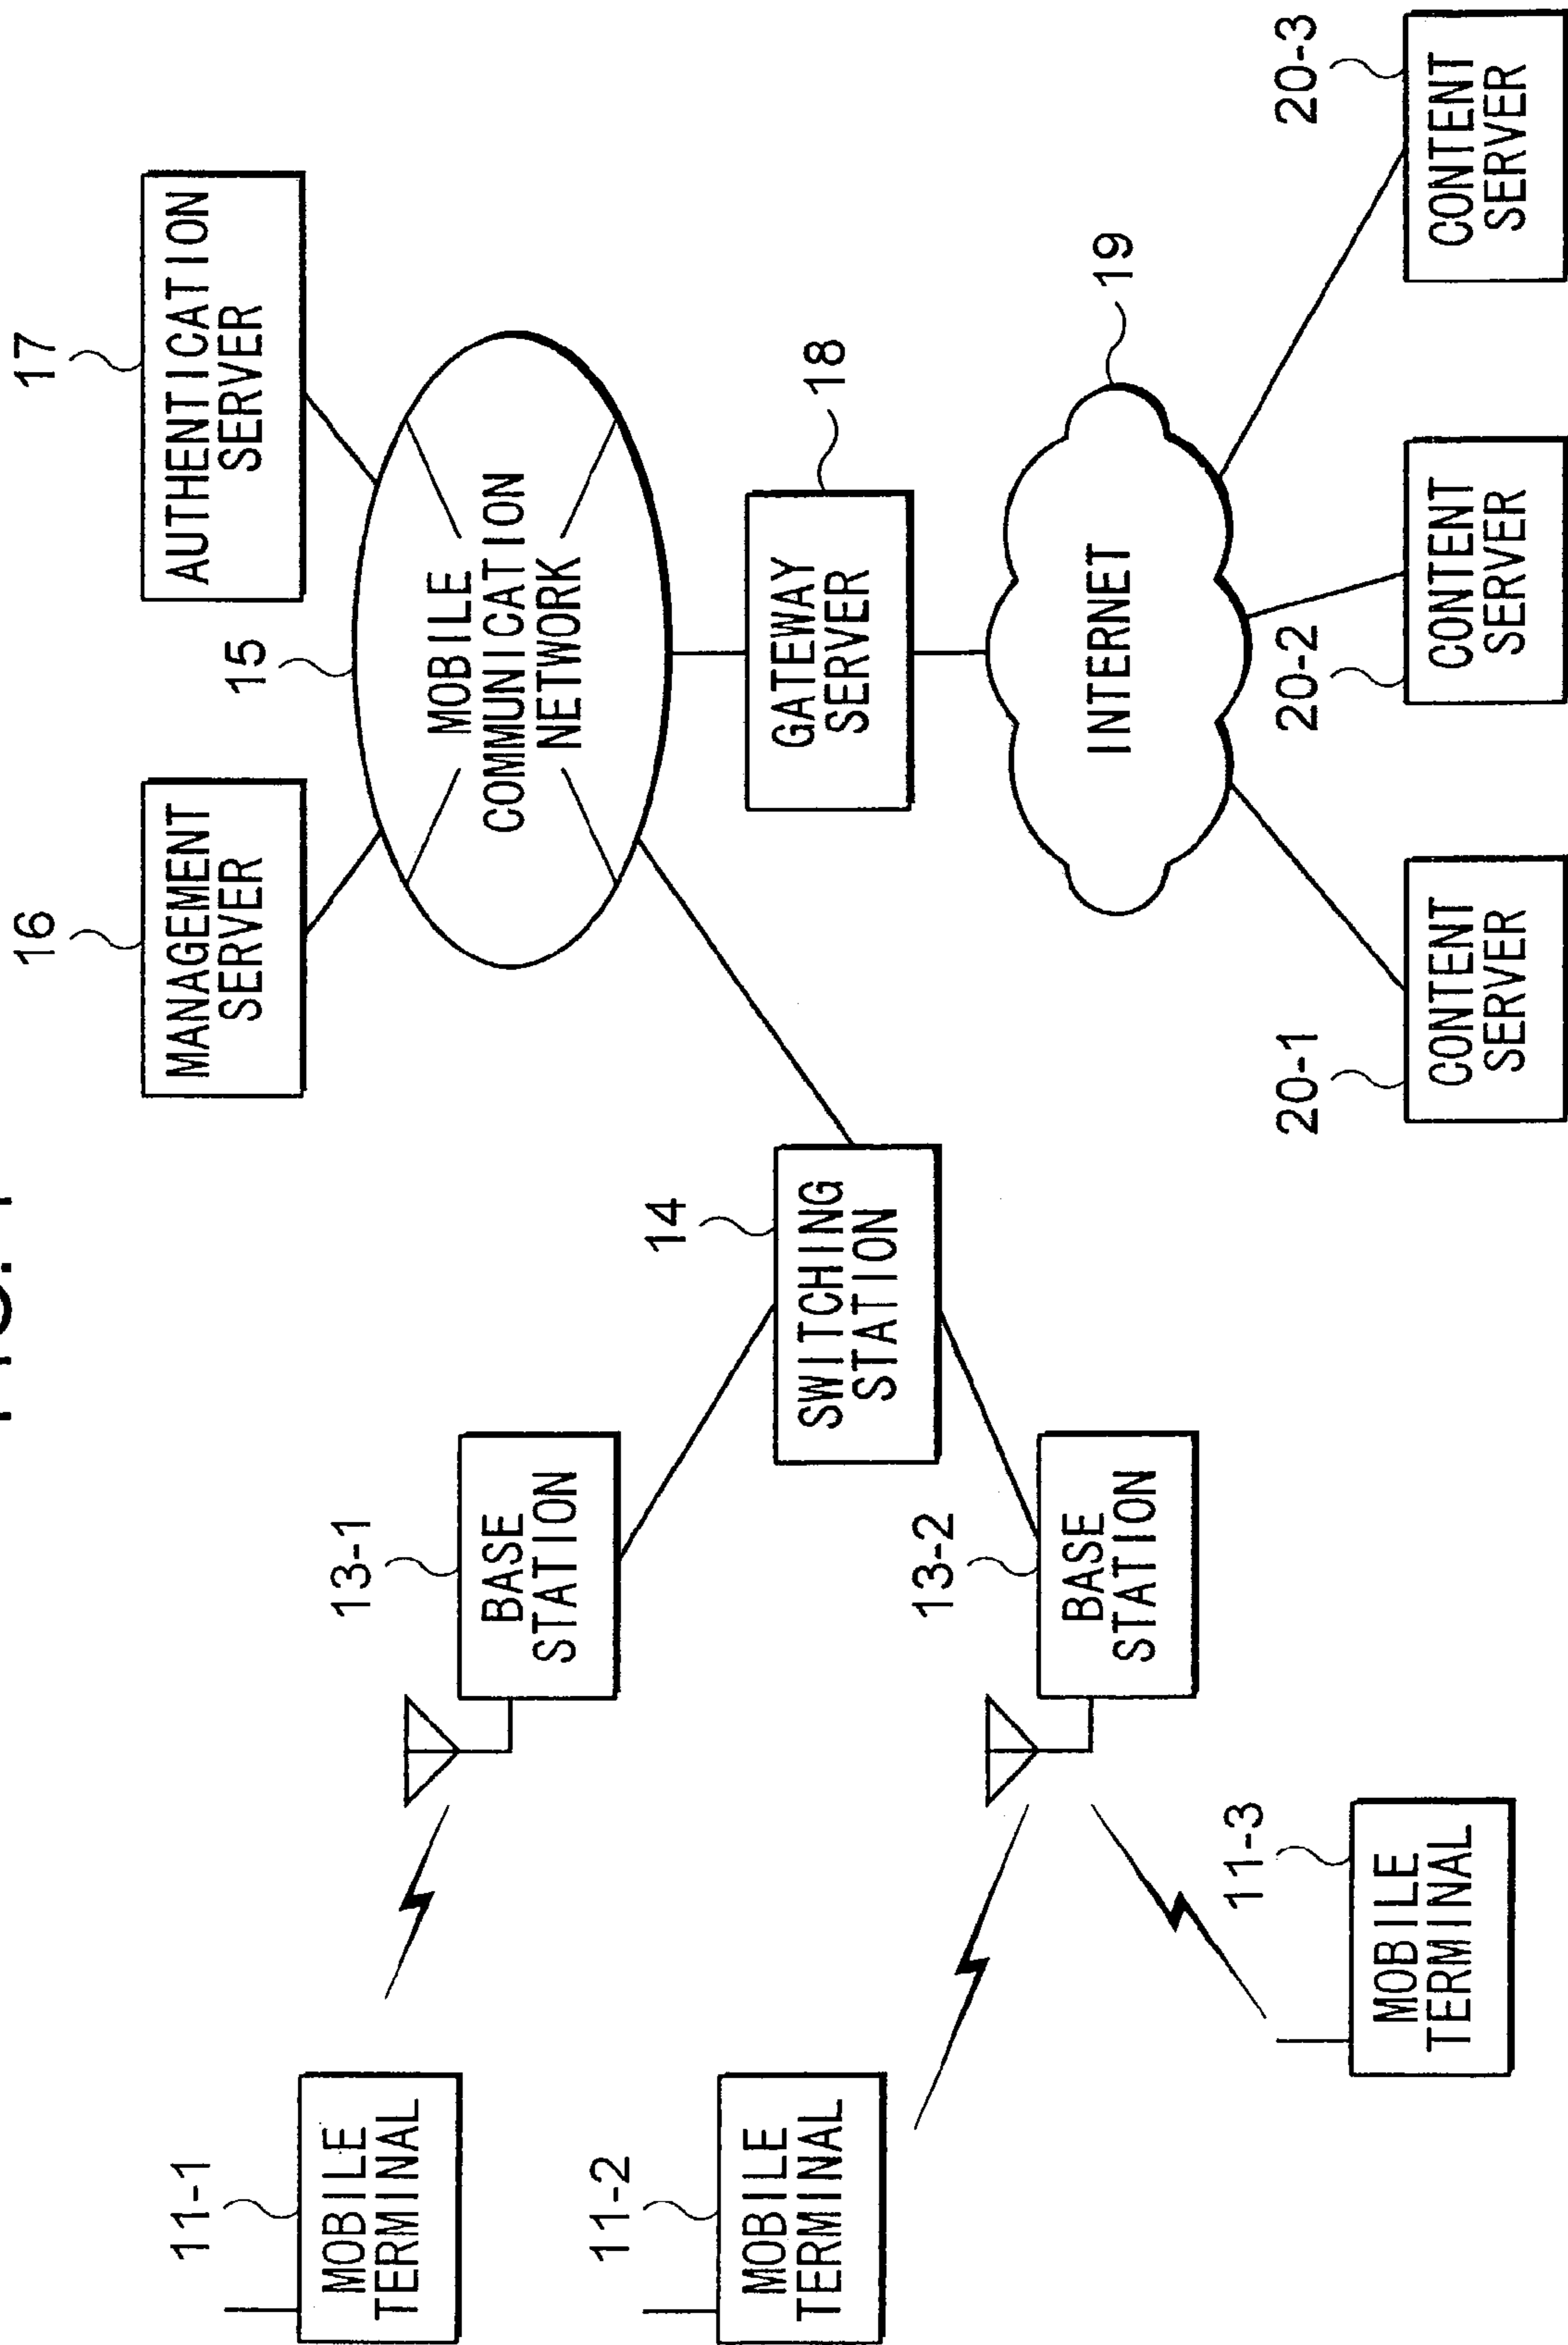 FIG. 1
16
MANAGEMENT
SERVER
17
AUTHENTICATION
SERVER
15
MOBILE
COMMUNICATION
NETWORK
11-1
MOBILE
TERMINAL
13-1
BASE
STATION
14
SWITCHING
STATION
18
GATEWAY
SERVER
11-2
MOBILE
TERMINAL
13-2
BASE
STATION
19
INTERNET
11-3
MOBILE
TERMINAL
20-1
CONTENT
SERVER
20-2
CONTENT
SERVER
20-3
CONTENT
SERVER